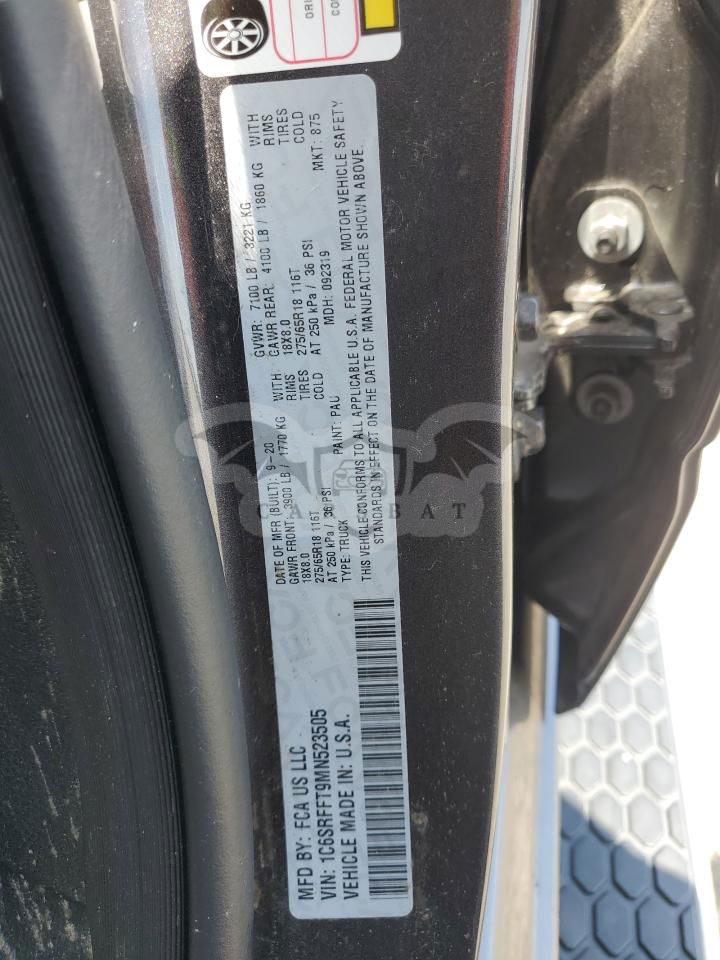 MFD BY: FCA US LLC
DATE OF MFR (BUILT): 9-20
GVWR: 7100 LB / 3221 KG
GAWR FRONT: 3900 LB / 1770 KG WITH
GAWR REAR: 4100 LB / 1860 KG WITH
18X8.0 RIMS
18X8.0 RIMS
275/65R18 116T TIRES
275/65R18 116T TIRES
AT 250 kPa / 36 PSI COLD
AT 250 kPa / 36 PSI COLD
VIN: 1C6SRFFT9MN523505
TYPE: TRUCK PAINT: PAU MDH: 092319 MKT: 875
VEHICLE MADE IN: U.S.A.
THIS VEHICLE CONFORMS TO ALL APPLICABLE U.S.A. FEDERAL MOTOR VEHICLE SAFETY
STANDARDS IN EFFECT ON THE DATE OF MANUFACTURE SHOWN ABOVE.
CAR BAT